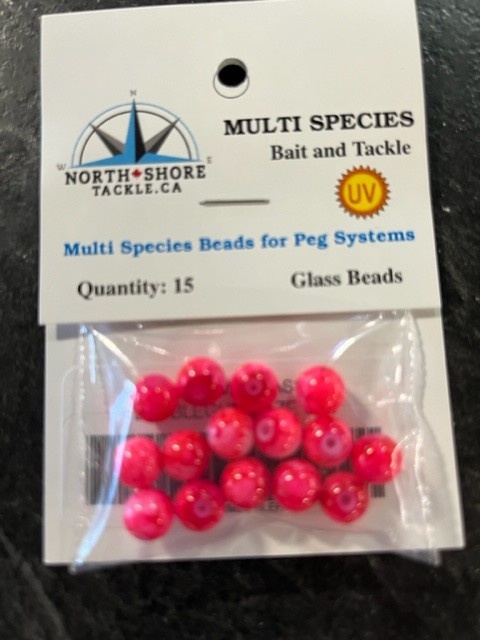 N
W E
NORTH SHORE
TACKLE.CA
MULTI SPECIES
Bait and Tackle
UV
Multi Species Beads for Peg Systems
Quantity: 15
Glass Beads